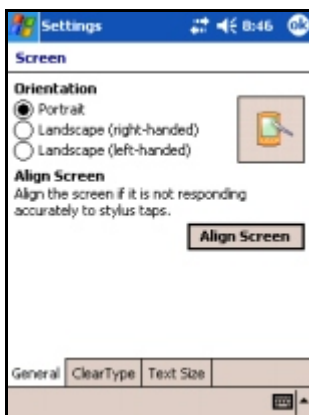 Settings 8:46 ok
Screen
Orientation
Portrait
Landscape (right-handed)
Landscape (left-handed)
Align Screen
Align the screen if it is not responding
accurately to stylus taps.
Align Screen
General ClearType Text Size